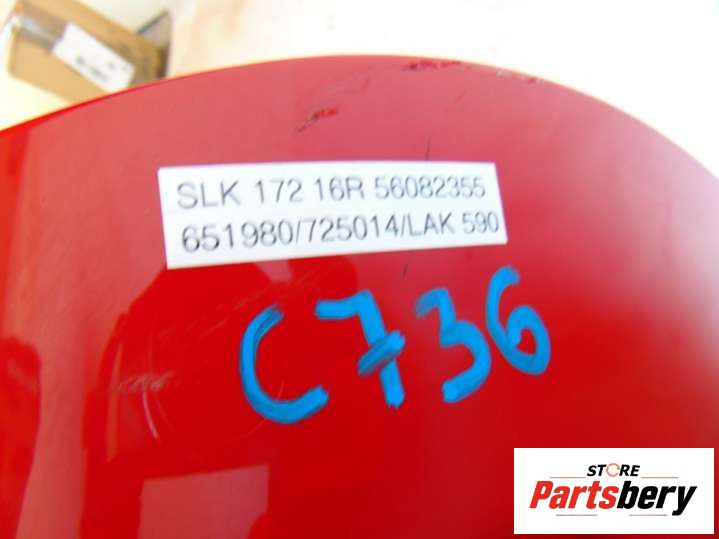 SLK 172 16R 56082355
651980/725014/LAK 590
C736
STORE
Partsbery